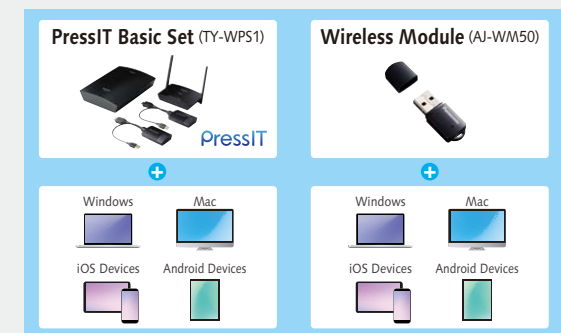 PressIT Basic Set (TY-WPS1)
PressIT
Windows Mac
iOS Devices Android Devices
Wireless Module (AJ-WM50)
Windows Mac
iOS Devices Android Devices